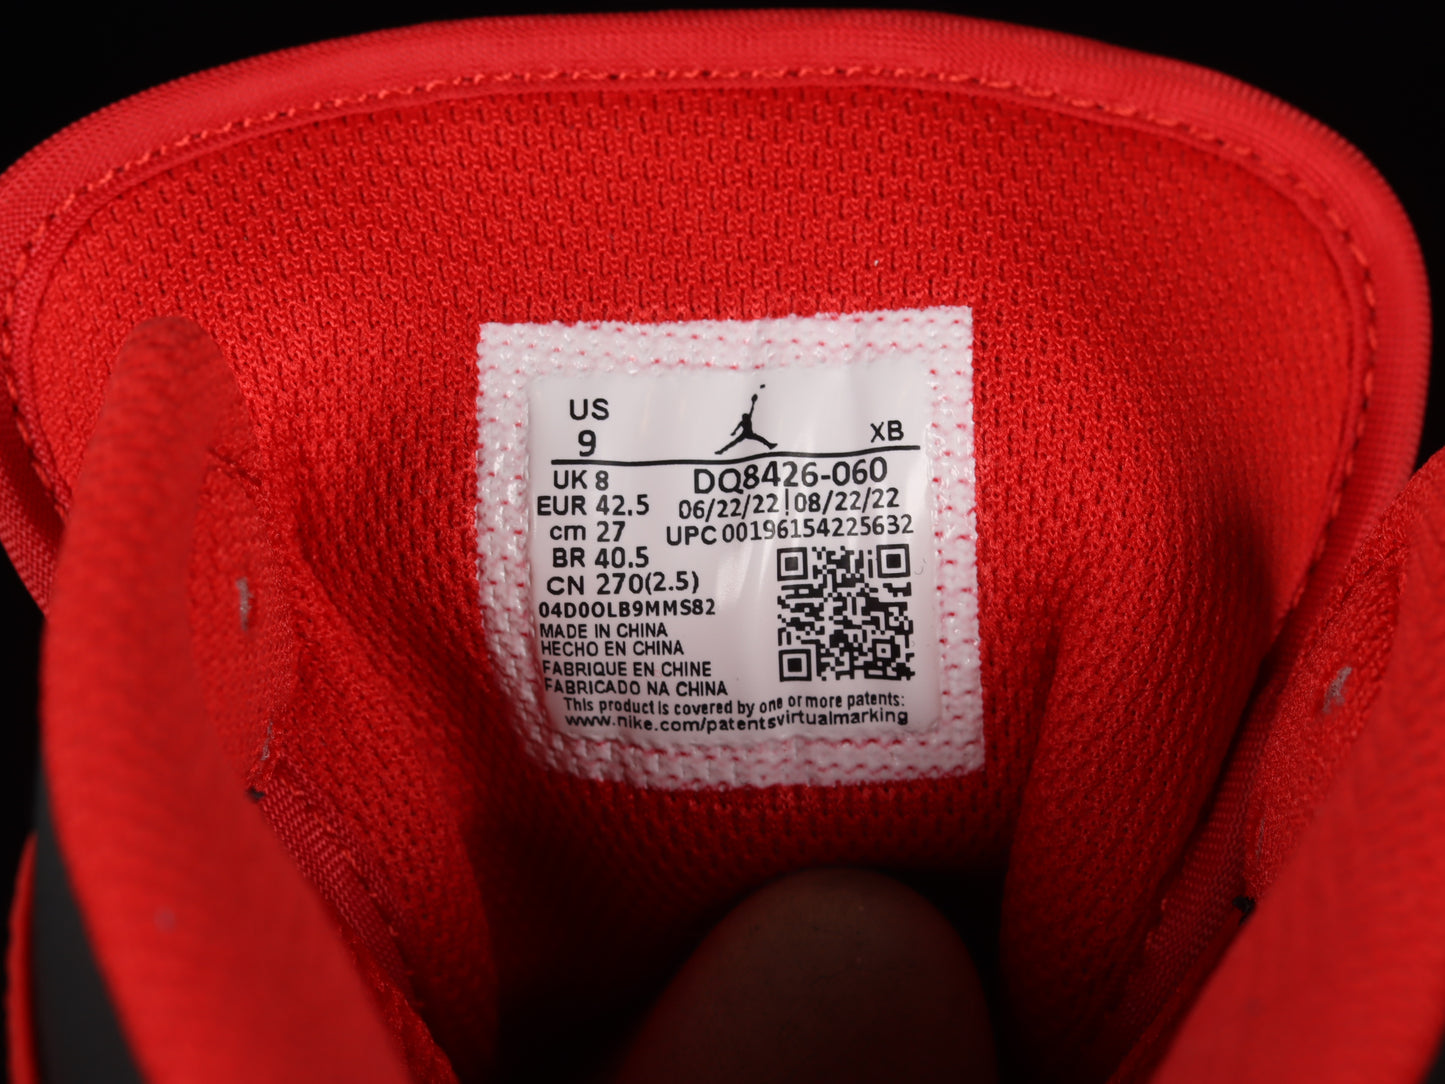 US
9
XB
UK 8
DQ8426-060
EUR 42.5
06/22/22|08/22/22
cm 27
UPC 00196154225632
BR 40.5
CN 270(2.5)
04D0OLB9MMS82
MADE IN CHINA
HECHO EN CHINA
FABRIQUE EN CHINE
FABRICADO NA CHINA
This product is covered by one or more patents:
www.nike.com/patentsvirtualmarking